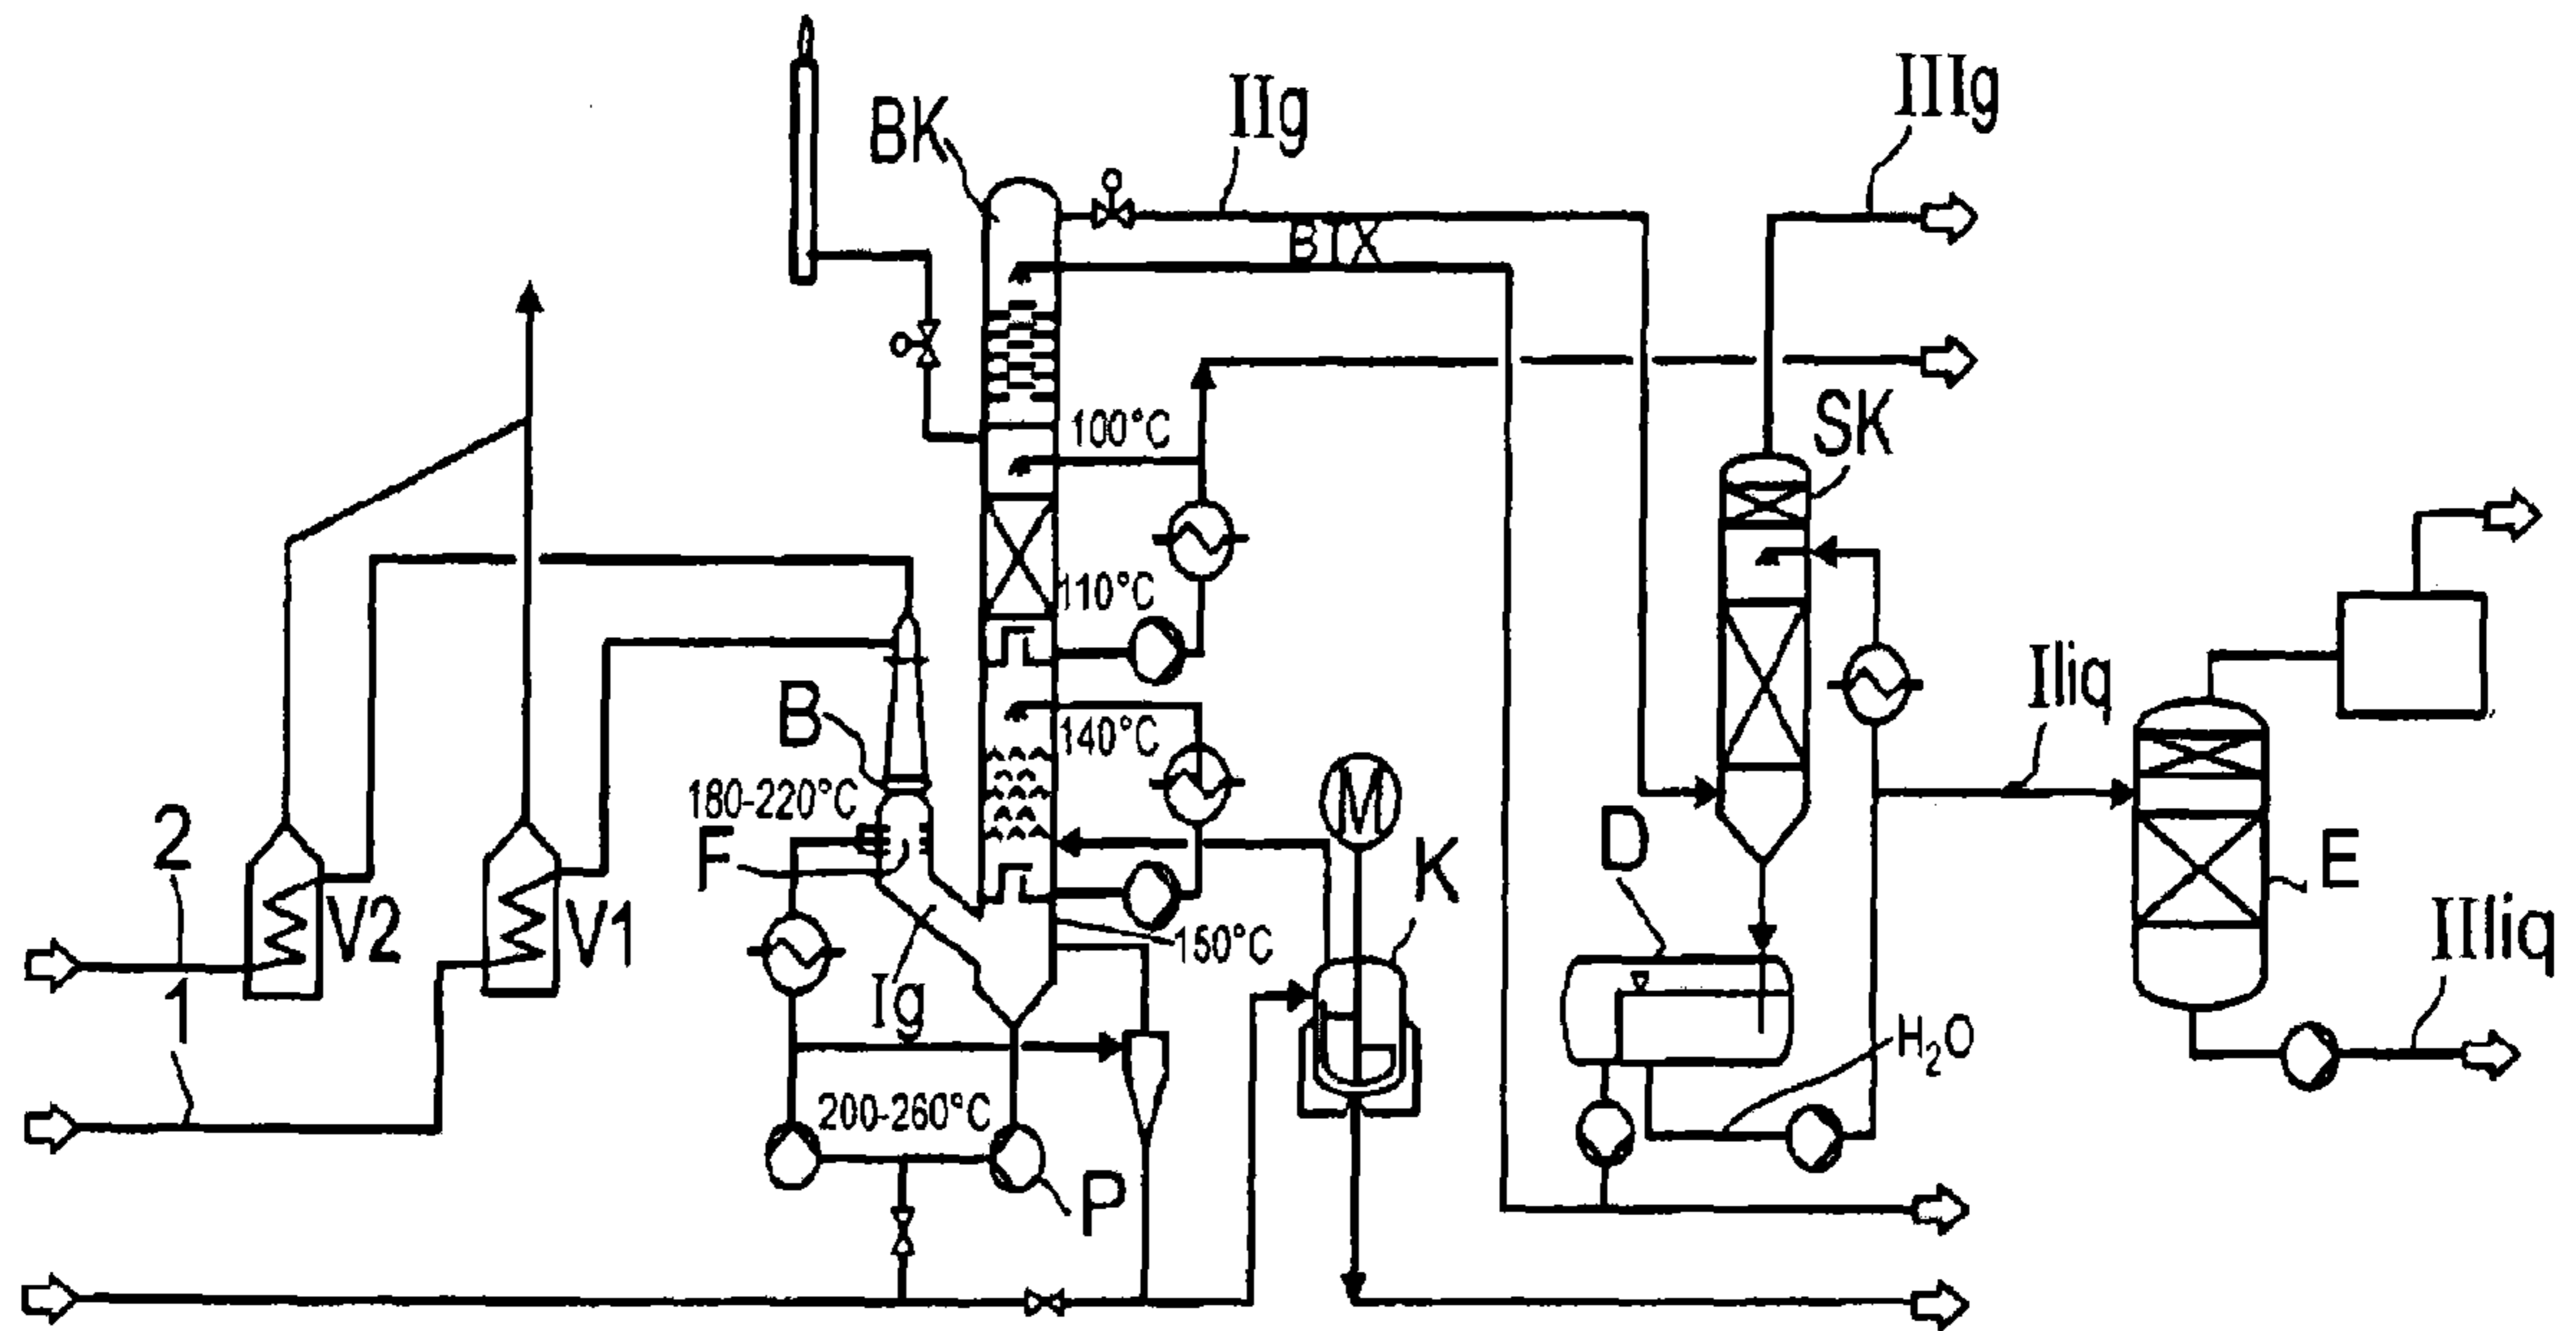 BK
IIg
IIIg
BTX
100°C
SK
110°C
B
140°C
Iliq
180-220°C
M
2
F
D
K
E
V2
V1
150°C
IIliq
1
Ig
H₂O
200-260°C
P